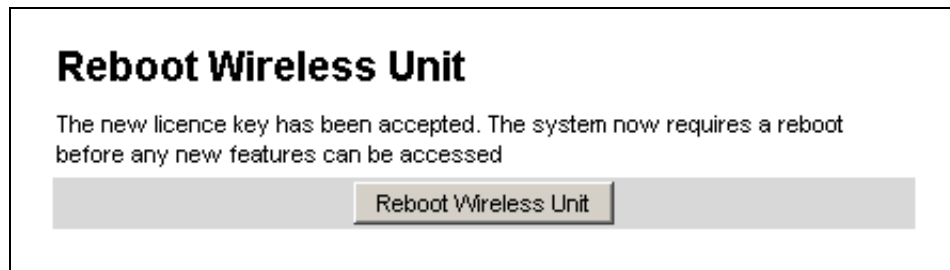 Reboot Wireless Unit
The new licence key has been accepted. The system now requires a reboot
before any new features can be accessed
Reboot Wireless Unit